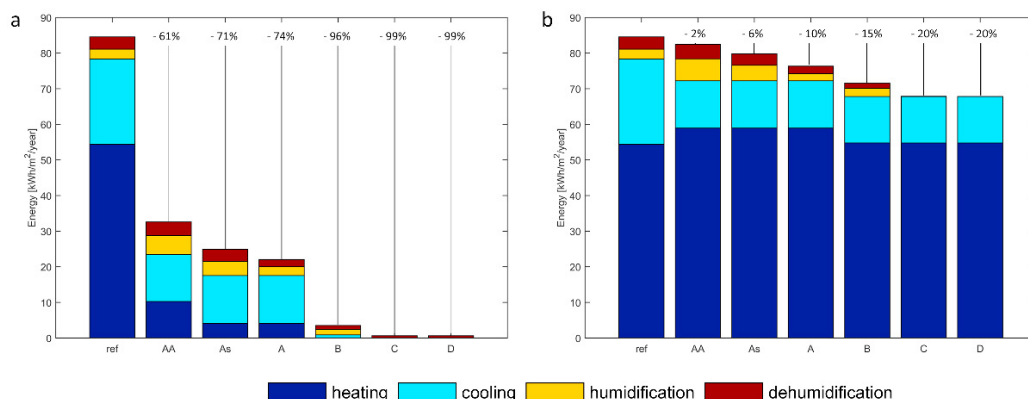 a
90
80
70
60
50
40
30
20
10
0
Energy [kWh/m²/year]
- 61%
- 71%
- 74%
- 96%
- 99%
- 99%
ref
AA
As
A
B
C
D
b
90
80
70
60
50
40
30
20
10
0
Energy [kWh/m²/year]
- 2%
- 6%
- 10%
- 15%
- 20%
- 20%
ref
AA
As
A
B
C
D
heating
cooling
humidification
dehumidification